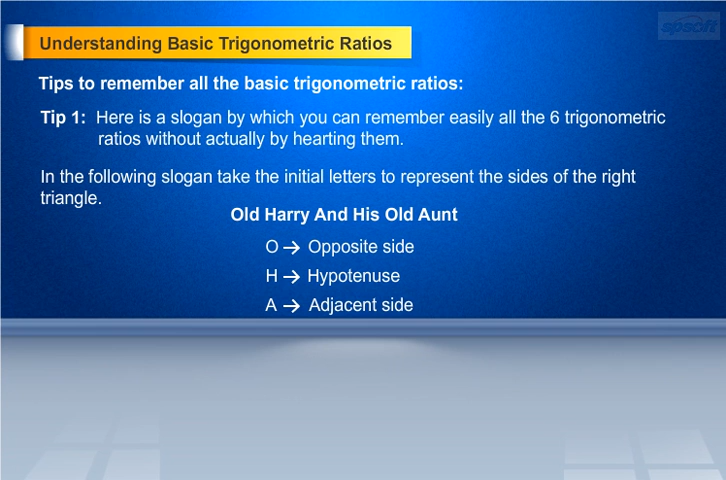 spsoft
Understanding Basic Trigonometric Ratios
Tips to remember all the basic trigonometric ratios:
Tip 1: Here is a slogan by which you can remember easily all the 6 trigonometric
ratios without actually by hearting them.
In the following slogan take the initial letters to represent the sides of the right
triangle.
Old Harry And His Old Aunt
O → Opposite side
H → Hypotenuse
A → Adjacent side